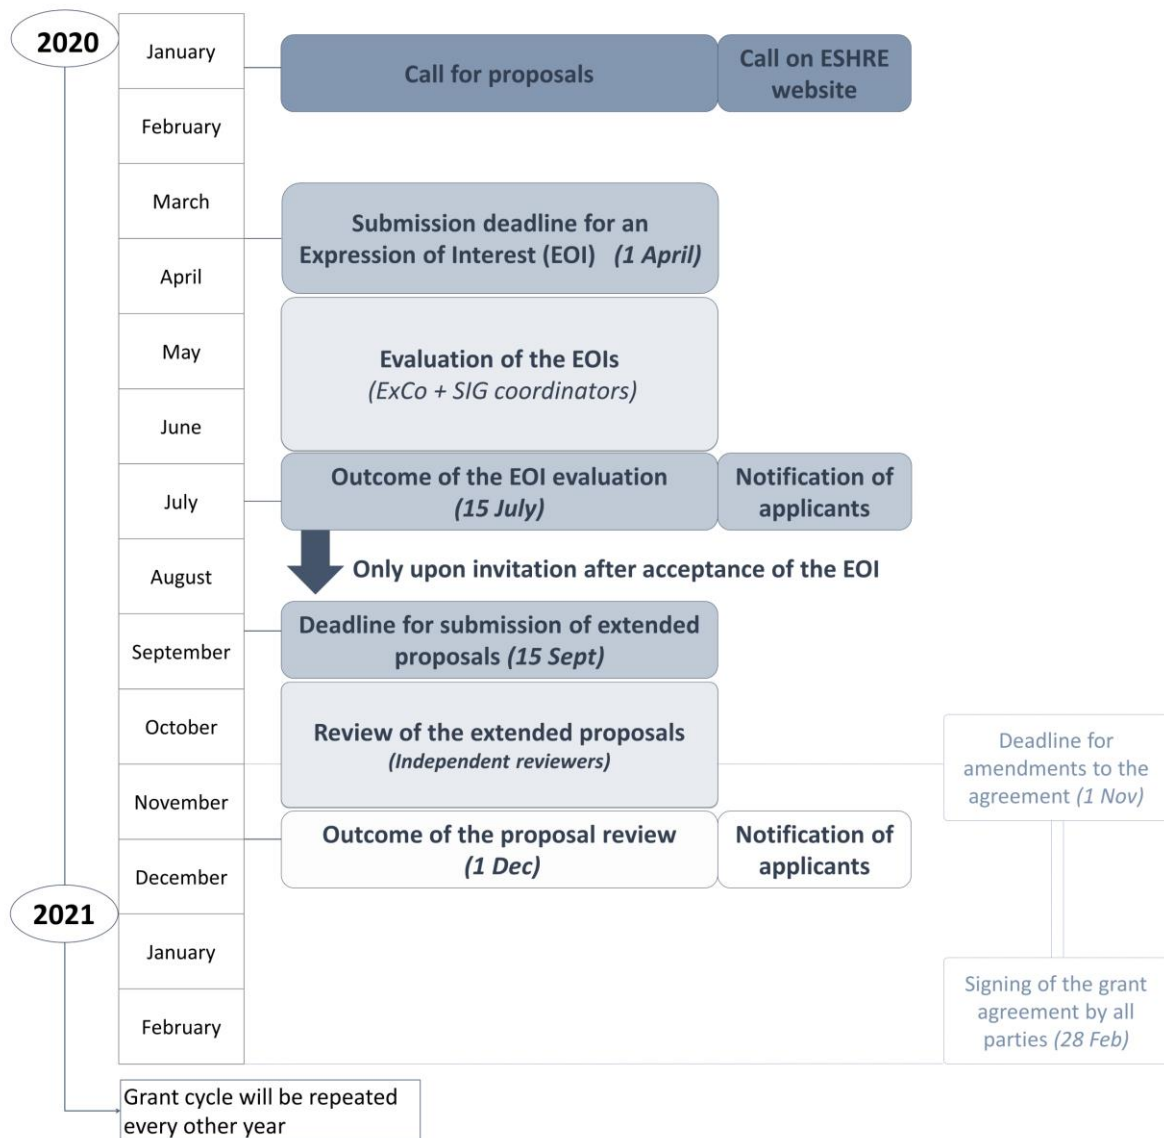 2020
January
Call for proposals
Call on ESHRE
website
February
March
Submission deadline for an
Expression of Interest (EOI) (1 April)
April
May
Evaluation of the EOIs
(ExCo + SIG coordinators)
June
July
Outcome of the EOI evaluation
(15 July)
Notification of
applicants
August
Only upon invitation after acceptance of the EOI
September
Deadline for submission of extended
proposals (15 Sept)
October
Review of the extended proposals
(Independent reviewers)
Deadline for
amendments to the
agreement (1 Nov)
November
Outcome of the proposal review
(1 Dec)
Notification of
applicants
December
2021
January
February
Signing of the grant
agreement by all
parties (28 Feb)
Grant cycle will be repeated
every other year